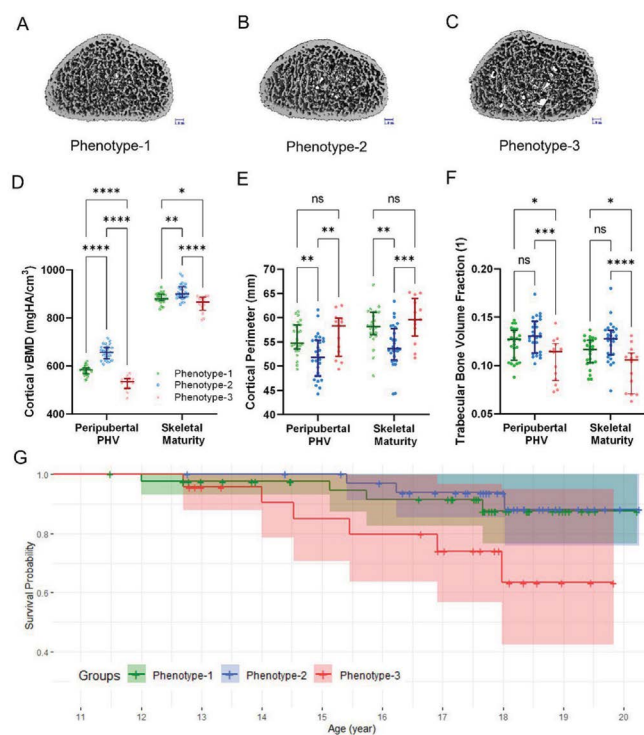 A
B
C
Phenotype-1
Phenotype-2
Phenotype-3
D
E
F
Cortical vBMD (mgHA/cm³)
1000
800
600
400
**** 
****
****
*
**
****
Phenotype-1
Phenotype-2
Phenotype-3
Peripubertal PHV
Skeletal Maturity
Cortical Perimeter (mm)
70
65
60
55
50
45
40
ns
**
**
ns
**
***
Peripubertal PHV
Skeletal Maturity
Trabecular Bone Volume Fraction (1)
0.20
0.15
0.10
0.05
*
ns
***
*
ns
****
Peripubertal PHV
Skeletal Maturity
G
Survival Probability
1.0
0.8
0.6
0.4
Groups
Phenotype-1
Phenotype-2
Phenotype-3
11 12 13 14 15 16 17 18 19 20
Age (year)